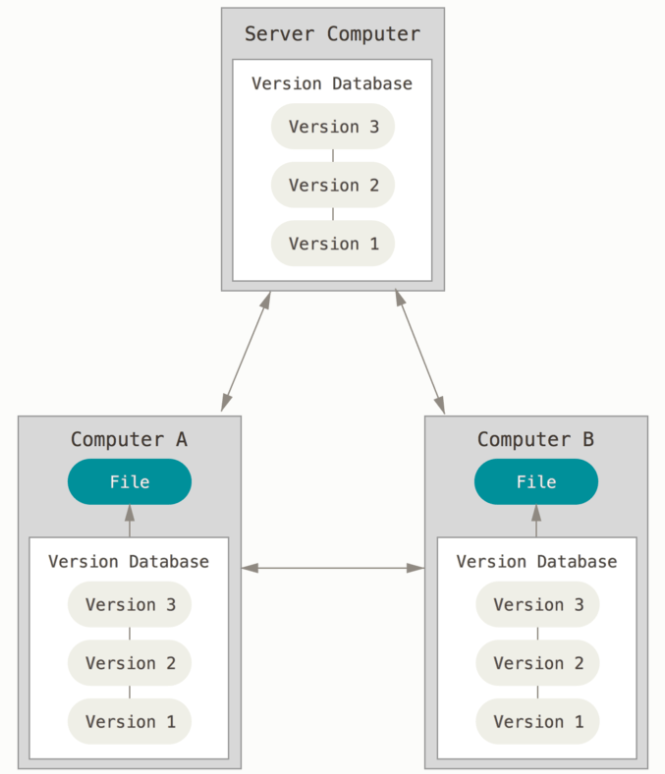 Server Computer
Version Database
Version 3
Version 2
Version 1
Computer A
File
Version Database
Version 3
Version 2
Version 1
Computer B
File
Version Database
Version 3
Version 2
Version 1